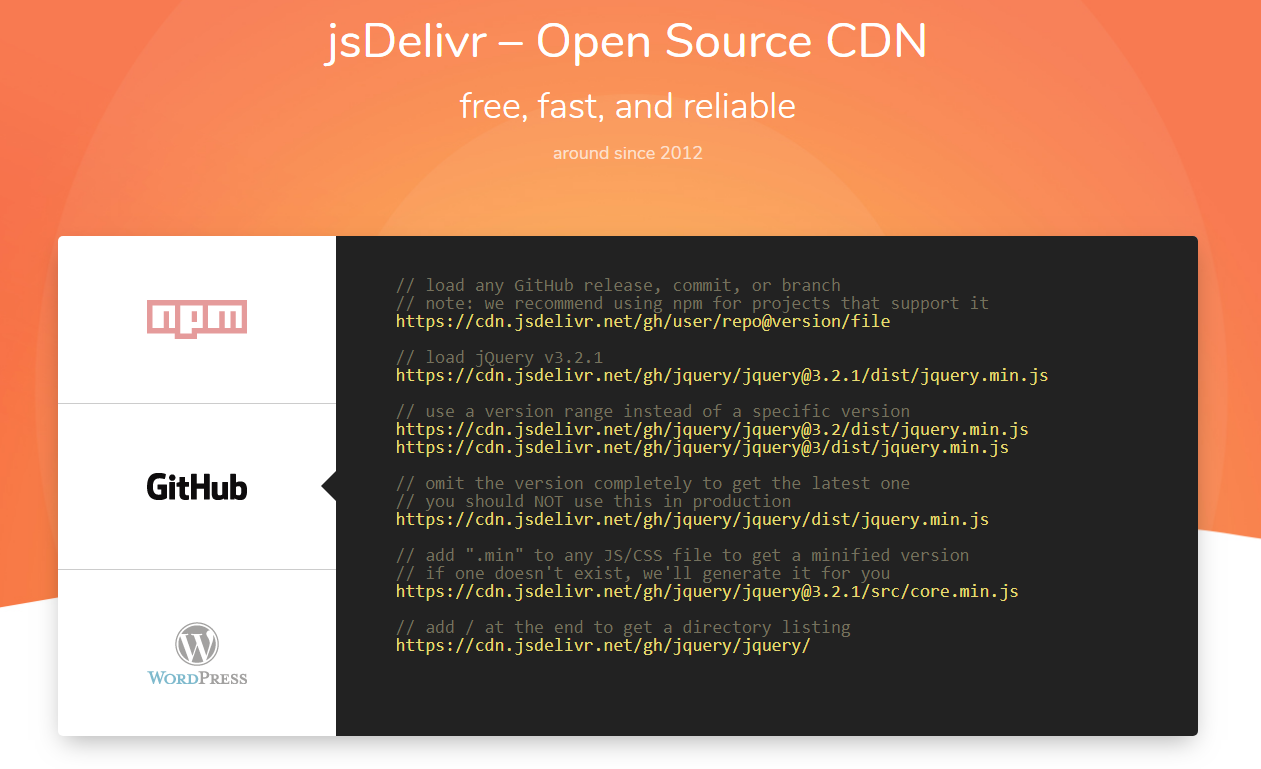 jsDelivr – Open Source CDN
free, fast, and reliable
around since 2012
npm
GitHub
WORDPRESS
// load any GitHub release, commit, or branch
// note: we recommend using npm for projects that support it
https://cdn.jsdelivr.net/gh/user/repo@version/file
// load jQuery v3.2.1
https://cdn.jsdelivr.net/gh/jquery/jquery@3.2.1/dist/jquery.min.js
// use a version range instead of a specific version
https://cdn.jsdelivr.net/gh/jquery/jquery@3.2/dist/jquery.min.js
https://cdn.jsdelivr.net/gh/jquery/jquery@3/dist/jquery.min.js
// omit the version completely to get the latest one
// you should NOT use this in production
https://cdn.jsdelivr.net/gh/jquery/jquery/dist/jquery.min.js
// add ".min" to any JS/CSS file to get a minified version
// if one doesn't exist, we'll generate it for you
https://cdn.jsdelivr.net/gh/jquery/jquery@3.2.1/src/core.min.js
// add / at the end to get a directory listing
https://cdn.jsdelivr.net/gh/jquery/jquery/